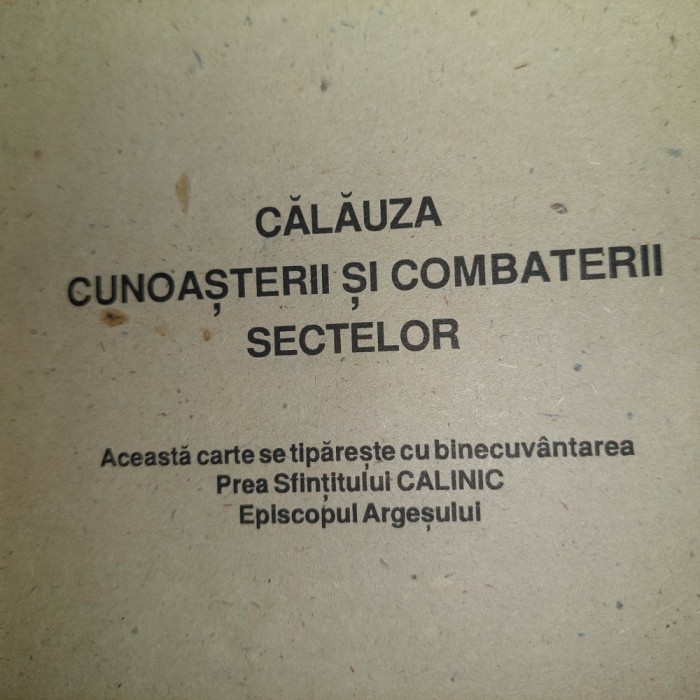 CĂLĂUZA
CUNOAȘTERII ȘI COMBATERII
SECTELOR
Această carte se tipărește cu binecuvântarea
Prea Sfințitului CALINIC
Episcopul Argeșului